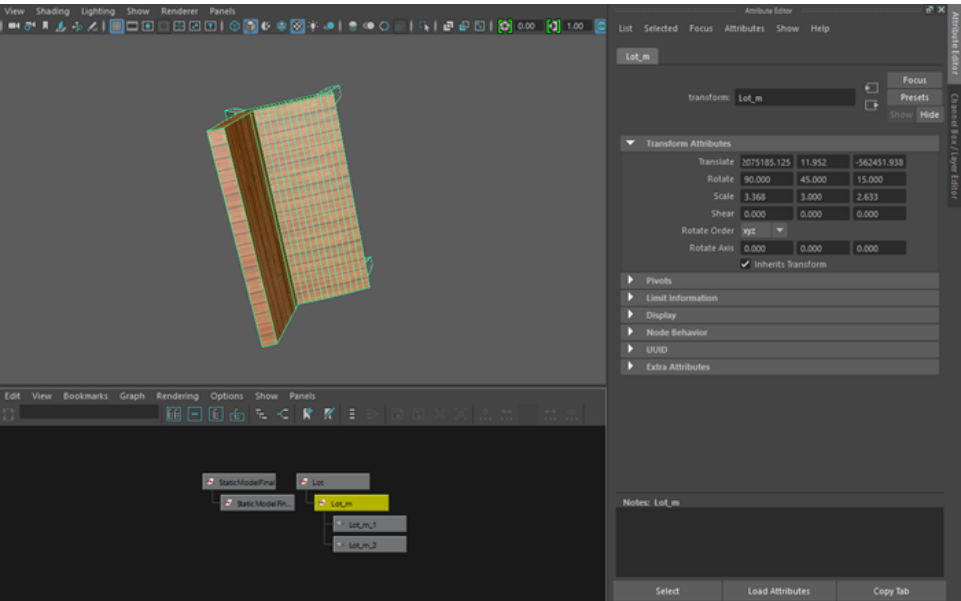 View Shading Lighting Show Renderer Panels
0.00 1.00
Attribute Editor
List Selected Focus Attributes Show Help
Lot_m
Focus
transform: Lot_m
Presets
Show Hide
Transform Attributes
Translate 2075185.125 11.952 -562451.938
Rotate 90.000 45.000 15.000
Scale 3.368 3.000 2.633
Shear 0.000 0.000 0.000
Rotate Order xyz
Rotate Axis 0.000 0.000 0.000
Inherits Transform
Pivots
Limit Information
Display
Node Behavior
UUID
Extra Attributes
Attribute Editor
Channel Box / Layer Editor
Edit View Bookmarks Graph Rendering Options Show Panels
StaticModelFinal Lot
StaticModelFin... Lot_m
Lot_m_1
Lot_m_2
Notes: Lot_m
Select Load Attributes Copy Tab